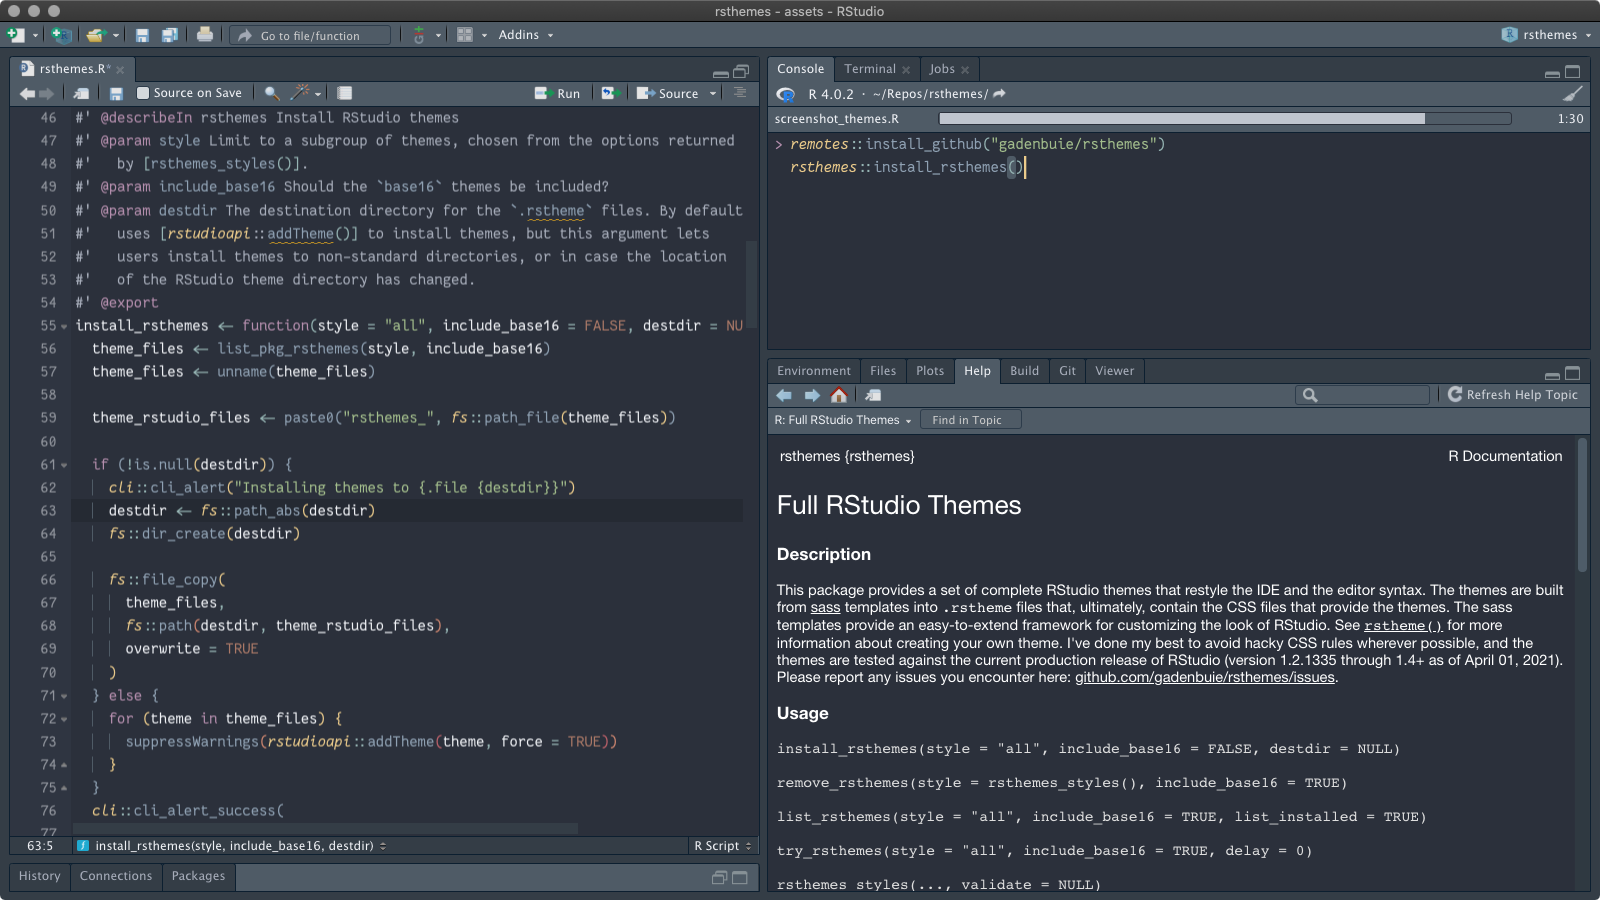 rsthemes - assets - RStudio
Go to file/function
Addins
rsthemes
rsthemes.R*
Source on Save
Run
Source
46 #' @describeIn rsthemes Install RStudio themes
47 #' @param style Limit to a subgroup of themes, chosen from the options returned
48 #'   by [rsthemes_styles()].
49 #' @param include_base16 Should the `base16` themes be included?
50 #' @param destdir The destination directory for the `.rstheme` files. By default
51 #'   uses [rstudioapi::addTheme()] to install themes, but this argument lets
52 #'   users install themes to non-standard directories, or in case the location
53 #'   of the RStudio theme directory has changed.
54 #' @export
55 install_rsthemes <- function(style = "all", include_base16 = FALSE, destdir = NU
56   theme_files <- list_pkg_rsthemes(style, include_base16)
57   theme_files <- unname(theme_files)
58
59   theme_rstudio_files <- paste0("rsthemes_", fs::path_file(theme_files))
60
61   if (!is.null(destdir)) {
62     cli::cli_alert("Installing themes to {.file {destdir}}")
63     destdir <- fs::path_abs(destdir)
64     fs::dir_create(destdir)
65
66     fs::file_copy(
67       theme_files,
68       fs::path(destdir, theme_rstudio_files),
69       overwrite = TRUE
70     )
71   } else {
72     for (theme in theme_files) {
73       suppressWarnings(rstudioapi::addTheme(theme, force = TRUE))
74     }
75   }
76   cli::cli_alert_success(
77
63:5 install_rsthemes(style, include_base16, destdir) R Script
History Connections Packages
Console Terminal Jobs
R 4.0.2 · ~/Repos/rsthemes/
screenshot_themes.R 1:30
> remotes::install_github("gadenbuie/rsthemes")
rsthemes::install_rsthemes()
Environment Files Plots Help Build Git Viewer
Refresh Help Topic
R: Full RStudio Themes Find in Topic
rsthemes {rsthemes} R Documentation
Full RStudio Themes
Description
This package provides a set of complete RStudio themes that restyle the IDE and the editor syntax. The themes are built
from sass templates into .rstheme files that, ultimately, contain the CSS files that provide the themes. The sass
templates provide an easy-to-extend framework for customizing the look of RStudio. See rstheme() for more
information about creating your own theme. I've done my best to avoid hacky CSS rules wherever possible, and the
themes are tested against the current production release of RStudio (version 1.2.1335 through 1.4+ as of April 01, 2021).
Please report any issues you encounter here: github.com/gadenbuie/rsthemes/issues.
Usage
install_rsthemes(style = "all", include_base16 = FALSE, destdir = NULL)
remove_rsthemes(style = rsthemes_styles(), include_base16 = TRUE)
list_rsthemes(style = "all", include_base16 = TRUE, list_installed = TRUE)
try_rsthemes(style = "all", include_base16 = TRUE, delay = 0)
rsthemes_styles(..., validate = NULL)